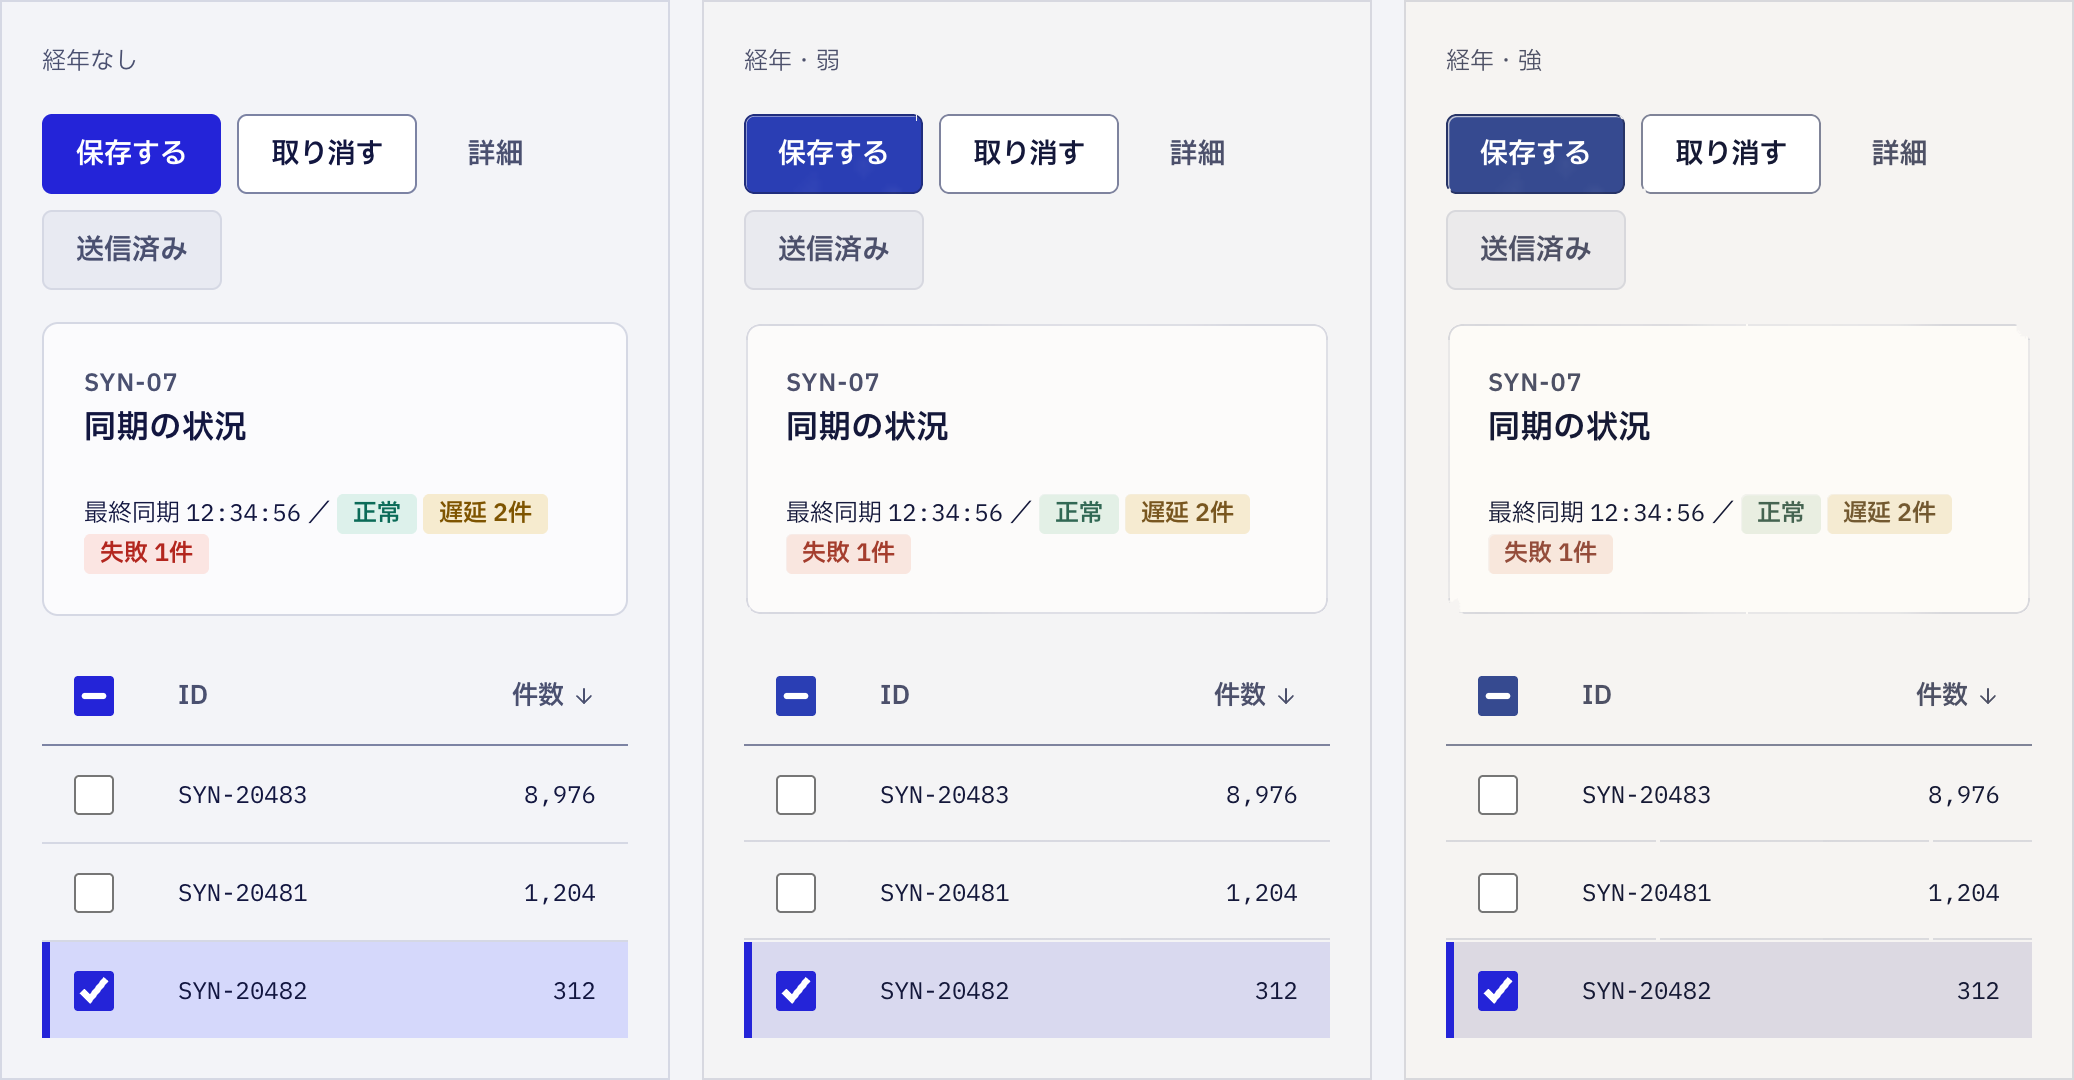 経年なし
保存する 取り消す 詳細
送信済み
SYN-07
同期の状況
最終同期 12:34:56 ／ 正常 遅延 2件
失敗 1件
ID 件数 ↓
SYN-20483 8,976
SYN-20481 1,204
SYN-20482 312
経年・弱
保存する 取り消す 詳細
送信済み
SYN-07
同期の状況
最終同期 12:34:56 ／ 正常 遅延 2件
失敗 1件
ID 件数 ↓
SYN-20483 8,976
SYN-20481 1,204
SYN-20482 312
経年・強
保存する 取り消す 詳細
送信済み
SYN-07
同期の状況
最終同期 12:34:56 ／ 正常 遅延 2件
失敗 1件
ID 件数 ↓
SYN-20483 8,976
SYN-20481 1,204
SYN-20482 312